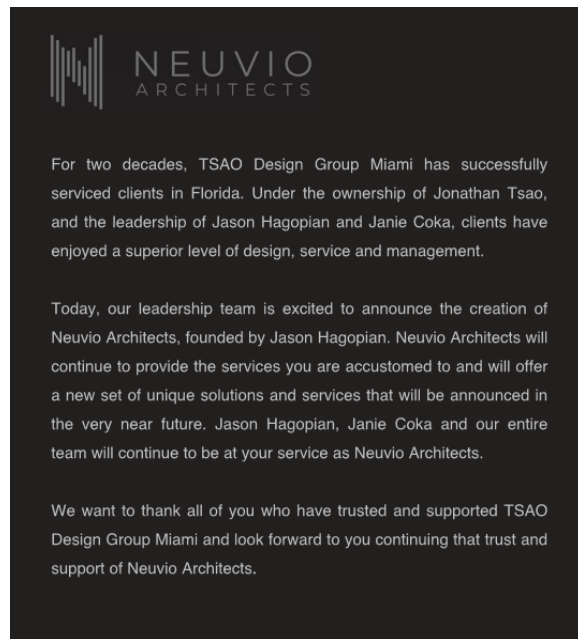 NEUVIO
ARCHITECTS
For two decades, TSAO Design Group Miami has successfully
serviced clients in Florida. Under the ownership of Jonathan Tsao,
and the leadership of Jason Hagopian and Janie Coka, clients have
enjoyed a superior level of design, service and management.
Today, our leadership team is excited to announce the creation of
Neuvio Architects, founded by Jason Hagopian. Neuvio Architects will
continue to provide the services you are accustomed to and will offer
a new set of unique solutions and services that will be announced in
the very near future. Jason Hagopian, Janie Coka and our entire
team will continue to be at your service as Neuvio Architects.
We want to thank all of you who have trusted and supported TSAO
Design Group Miami and look forward to you continuing that trust and
support of Neuvio Architects.